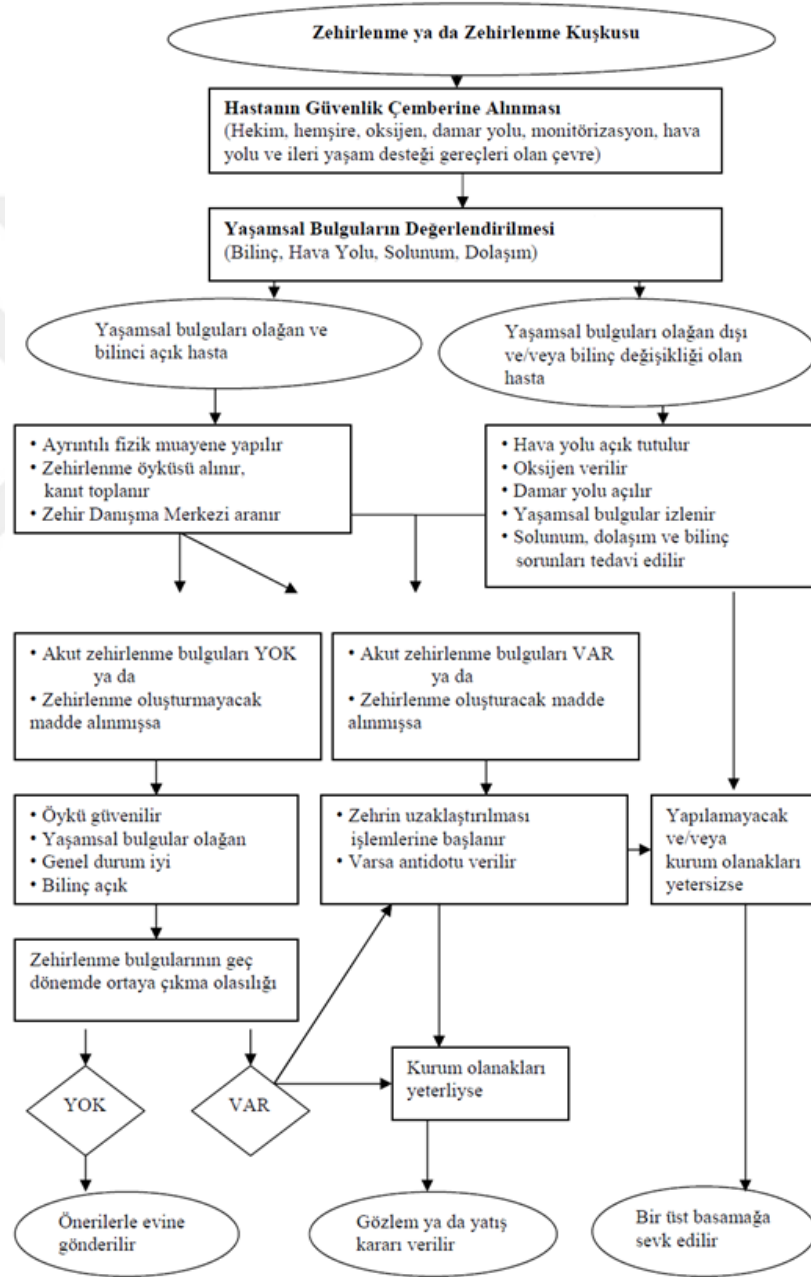 Zehirlenme ya da Zehirlenme Kuşkusu
Hastanın Güvenlik Çemberine Alınması
(Hekim, hemşire, oksijen, damar yolu, monitörizasyon, hava
yolu ve ileri yaşam desteği gereçleri olan çevre)
Yaşamsal Bulguların Değerlendirilmesi
(Bilinç, Hava Yolu, Solunum, Dolaşım)
Yaşamsal bulguları olağan ve
bilinci açık hasta
Yaşamsal bulguları olağan dışı
ve/veya bilinç değişikliği olan
hasta
• Ayrıntılı fizik muayene yapılır
• Zehirlenme öyküsü alınır,
kanıt toplanır
• Zehir Danışma Merkezi aranır
• Hava yolu açık tutulur
• Oksijen verilir
• Damar yolu açılır
• Yaşamsal bulgular izlenir
• Solunum, dolaşım ve bilinç
sorunları tedavi edilir
• Akut zehirlenme bulguları YOK
ya da
• Zehirlenme oluşturmayacak
madde alınmışsa
• Akut zehirlenme bulguları VAR
ya da
• Zehirlenme oluşturacak madde
alınmışsa
• Öykü güvenilir
• Yaşamsal bulgular olağan
• Genel durum iyi
• Bilinç açık
• Zehrin uzaklaştırılması
işlemlerine başlanır
• Varsa antidotu verilir
Yapılamayacak
ve/veya
kurum olanakları
yetersizse
Zehirlenme bulgularının geç
dönemde ortaya çıkma olasılığı
YOK
VAR
Kurum olanakları
yeterliyse
Önerilerle evine
gönderilir
Gözlem ya da yatış
kararı verilir
Bir üst basamağa
sevk edilir